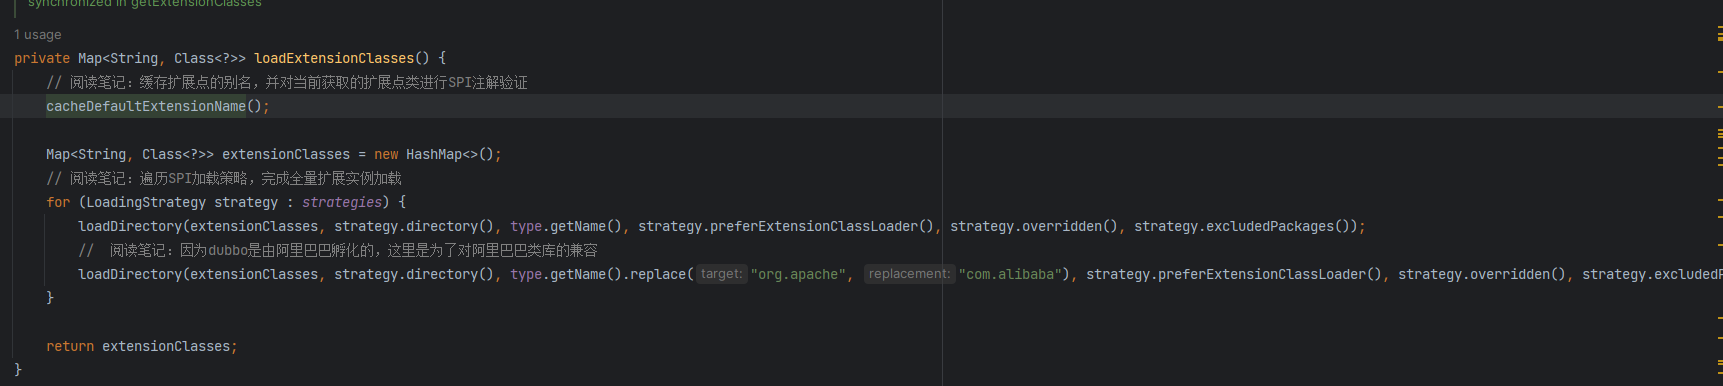 synchronized in getExtensionClasses
1 usage
private Map<String, Class<?>> loadExtensionClasses() {
// 阅读笔记：缓存扩展点的别名，并对当前获取的扩展点类进行SPI注解验证
cacheDefaultExtensionName();
Map<String, Class<?>> extensionClasses = new HashMap<>();
// 阅读笔记：遍历SPI加载策略，完成全量扩展实例加载
for (LoadingStrategy strategy : strategies) {
loadDirectory(extensionClasses, strategy.directory(), type.getName(), strategy.preferExtensionClassLoader(), strategy.overridden(), strategy.excludedPackages());
//  阅读笔记：因为dubbo是由阿里巴巴孵化的，这里是为了对阿里巴巴类库的兼容
loadDirectory(extensionClasses, strategy.directory(), type.getName().replace( target: "org.apache", replacement: "com.alibaba"), strategy.preferExtensionClassLoader(), strategy.overridden(), strategy.excluded
}
return extensionClasses;
}